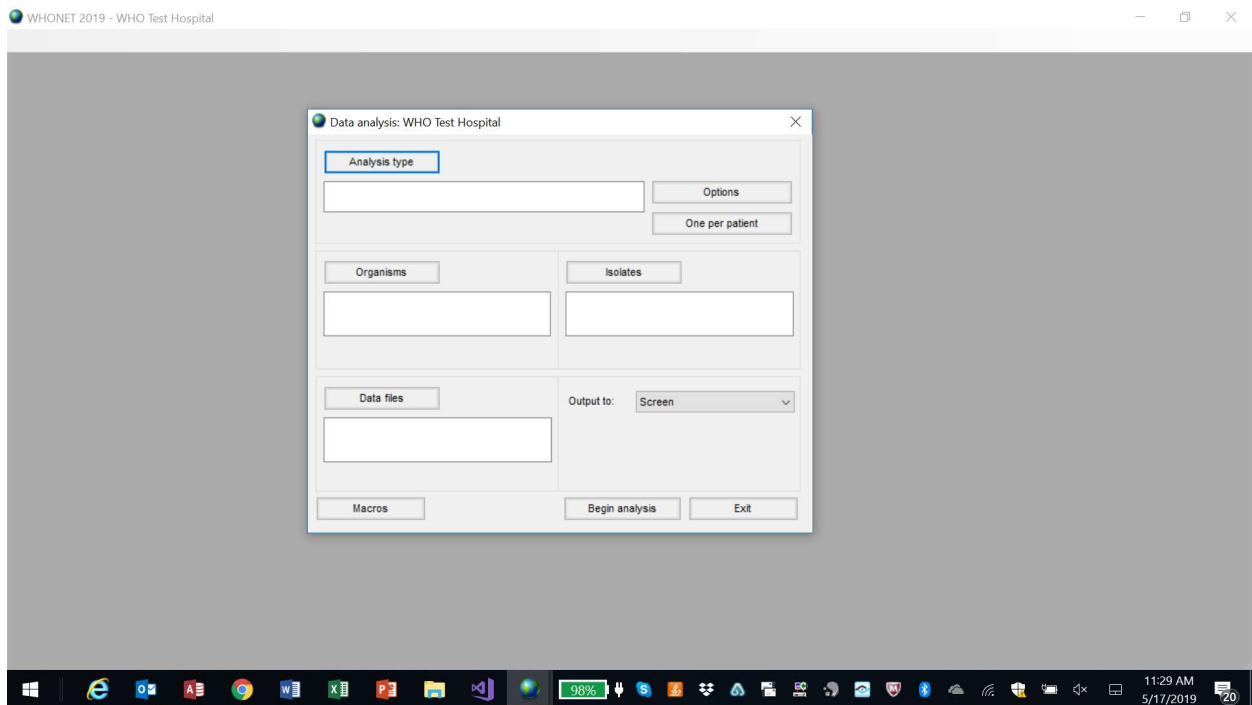 WHONET 2019 - WHO Test Hospital
Data analysis: WHO Test Hospital
Analysis type
Options
One per patient
Organisms
Isolates
Data files
Output to: Screen
Macros
Begin analysis
Exit
98%
11:29 AM
5/17/2019
20